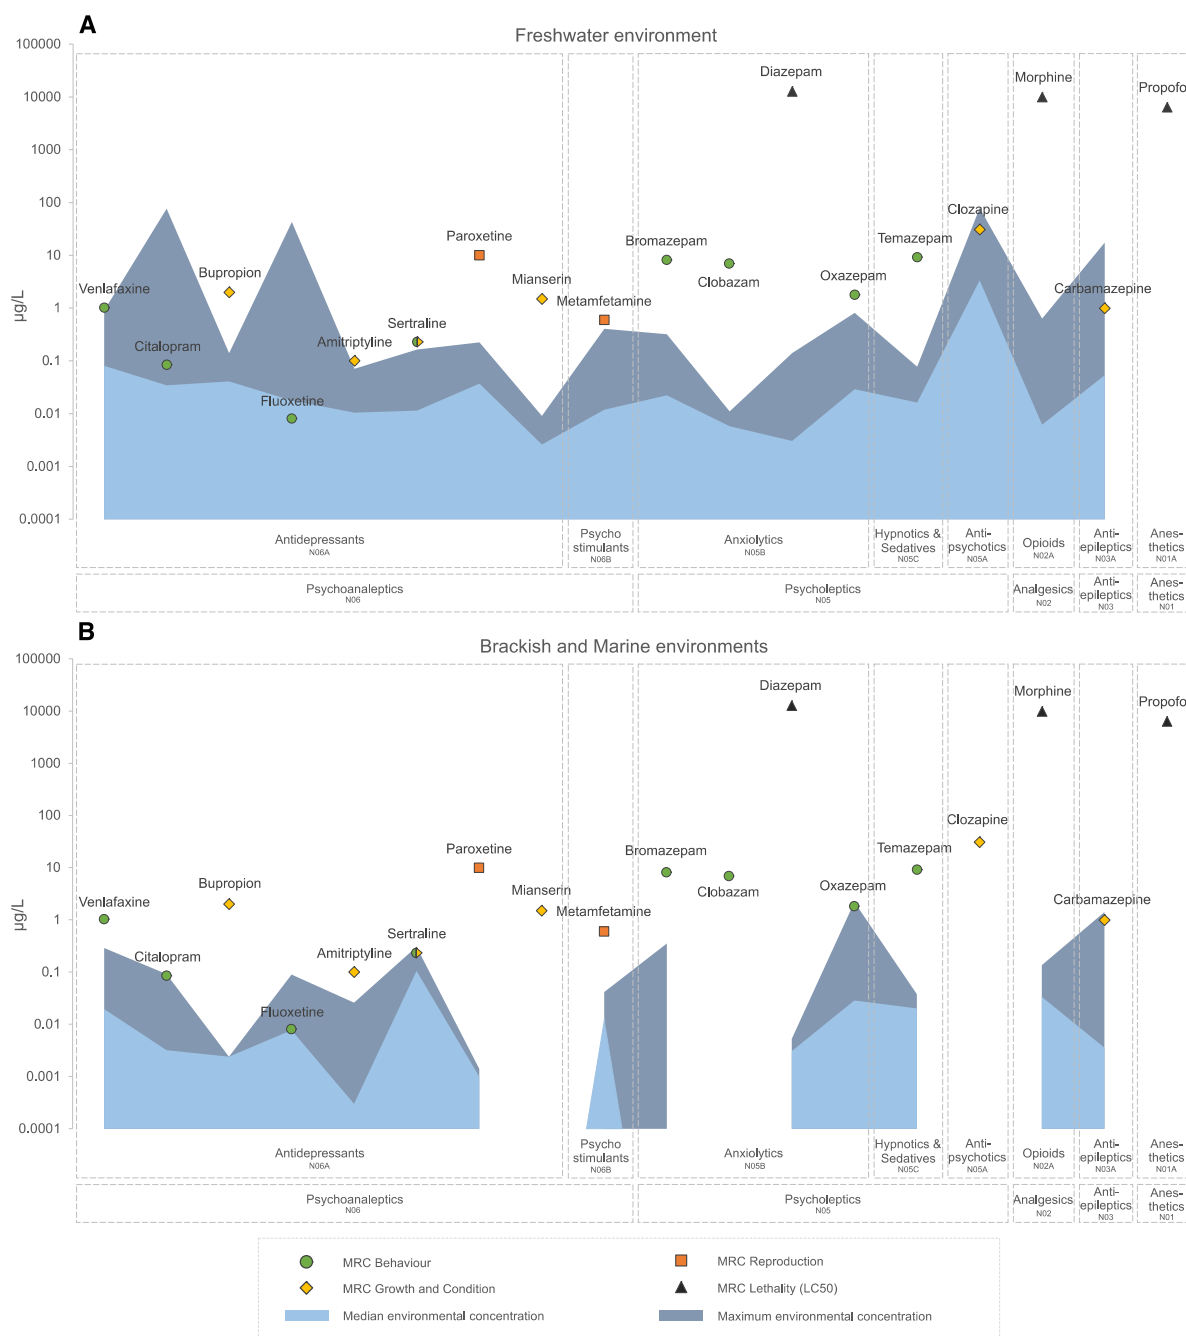 A
Freshwater environment
100000
10000
1000
100
10
1
0.1
0.01
0.001
0.0001
µg/L
Diazepam
Morphine
Propofo
Clozapine
Paroxetine
Bromazepam
Temazepam
Venlafaxine
Bupropion
Mianserin
Clobazam
Oxazepam
Metamfetamine
Carbamazepine
Citalopram
Amitriptyline
Sertraline
Fluoxetine
Antidepressants
N06A
Psycho
stimulants
N06B
Anxiolytics
N05B
Hypnotics &
Sedatives
N05C
Anti-
psychotics
N05A
Opioids
N02A
Anti-
epileptics
N03A
Anes-
thetics
N01A
Psychoanaleptics
N06
Psycholeptics
N05
Analgesics
N02
Anti-
epileptics
N03
Anes-
thetics
N01
B
Brackish and Marine environments
100000
10000
1000
100
10
1
0.1
0.01
0.001
0.0001
µg/L
Diazepam
Morphine
Propofo
Clozapine
Paroxetine
Bromazepam
Temazepam
Venlafaxine
Bupropion
Mianserin
Clobazam
Oxazepam
Metamfetamine
Carbamazepine
Citalopram
Amitriptyline
Sertraline
Fluoxetine
Antidepressants
N06A
Psycho
stimulants
N06B
Anxiolytics
N05B
Hypnotics &
Sedatives
N05C
Anti-
psychotics
N05A
Opioids
N02A
Anti-
epileptics
N03A
Anes-
thetics
N01A
Psychoanaleptics
N06
Psycholeptics
N05
Analgesics
N02
Anti-
epileptics
N03
Anes-
thetics
N01
MRC Behaviour
MRC Reproduction
MRC Growth and Condition
MRC Lethality (LC50)
Median environmental concentration
Maximum environmental concentration